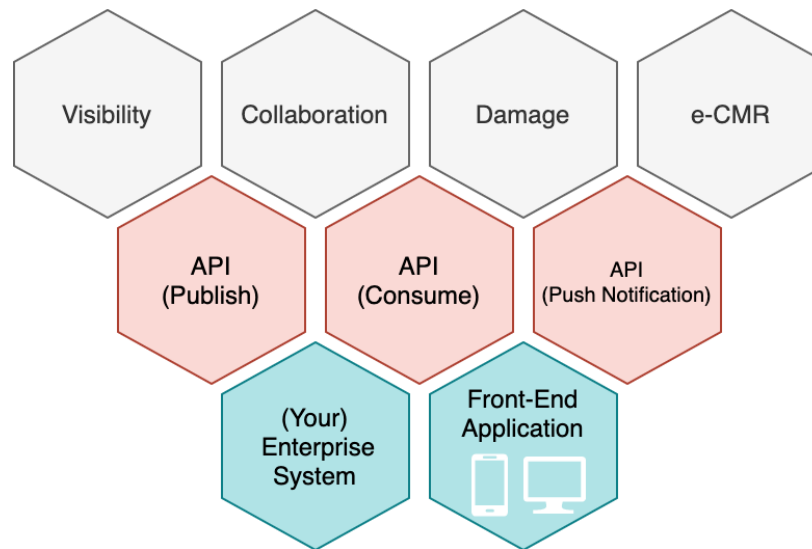 Visibility
Collaboration
Damage
e-CMR
API
(Publish)
API
(Consume)
API
(Push Notification)
(Your)
Enterprise
System
Front-End
Application